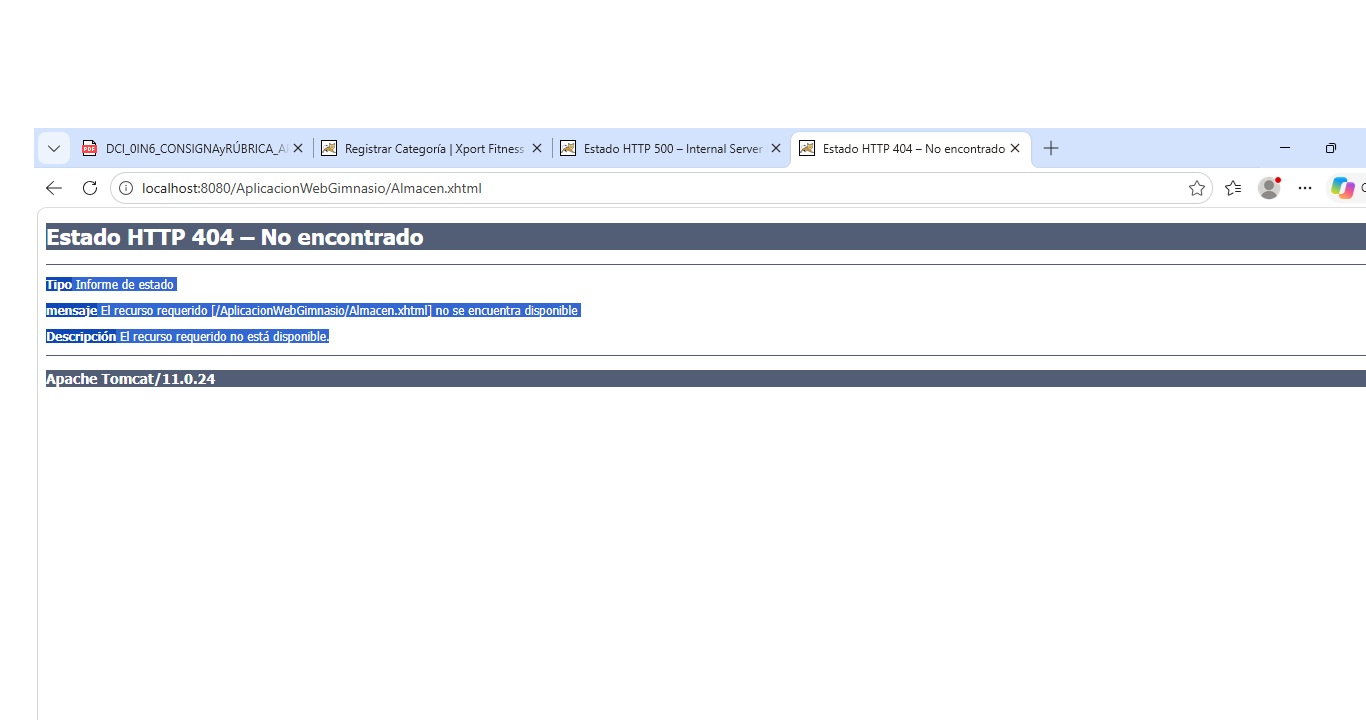 DCI_0IN6_CONSIGNAyRÚBRICA_A
Registrar Categoría | Xport Fitness
Estado HTTP 500 – Internal Server
Estado HTTP 404 – No encontrado
localhost:8080/AplicacionWebGimnasio/Almacen.xhtml
Estado HTTP 404 – No encontrado
Tipo Informe de estado
mensaje El recurso requerido [/AplicacionWebGimnasio/Almacen.xhtml] no se encuentra disponible
Descripción El recurso requerido no está disponible.
Apache Tomcat/11.0.24